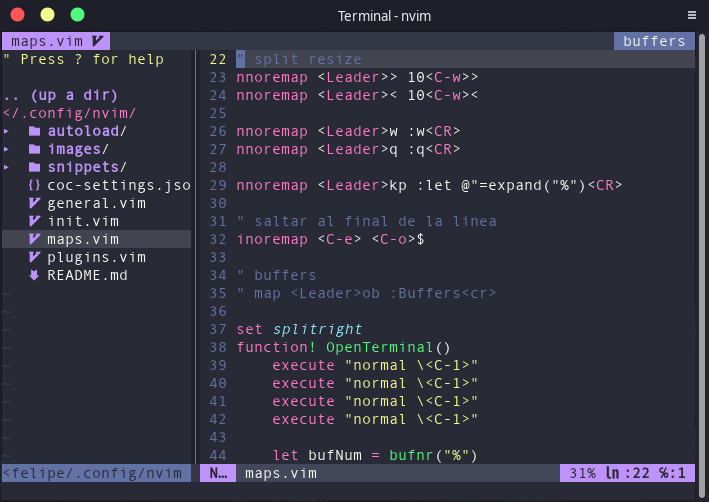 Terminal - nvim
maps.vim
buffers
" Press ? for help
.. (up a dir)
</.config/nvim/
▸ autoload/
▸ images/
▸ snippets/
{} coc-settings.jso
general.vim
init.vim
maps.vim
plugins.vim
README.md
~
~
~
~
~
~
~
~
~
~
<felipe/.config/nvim
22 " split resize
23 nnoremap <Leader>> 10<C-w>>
24 nnoremap <Leader>< 10<C-w><
25
26 nnoremap <Leader>w :w<CR>
27 nnoremap <Leader>q :q<CR>
28
29 nnoremap <Leader>kp :let @"=expand("%")<CR>
30
31 " saltar al final de la linea
32 inoremap <C-e> <C-o>$
33
34 " buffers
35 " map <Leader>ob :Buffers<cr>
36
37 set splitright
38 function! OpenTerminal()
39     execute "normal \<C-1>"
40     execute "normal \<C-1>"
41     execute "normal \<C-1>"
42     execute "normal \<C-1>"
43
44     let bufNum = bufnr("%")
N… maps.vim 31% ln :22 %:1